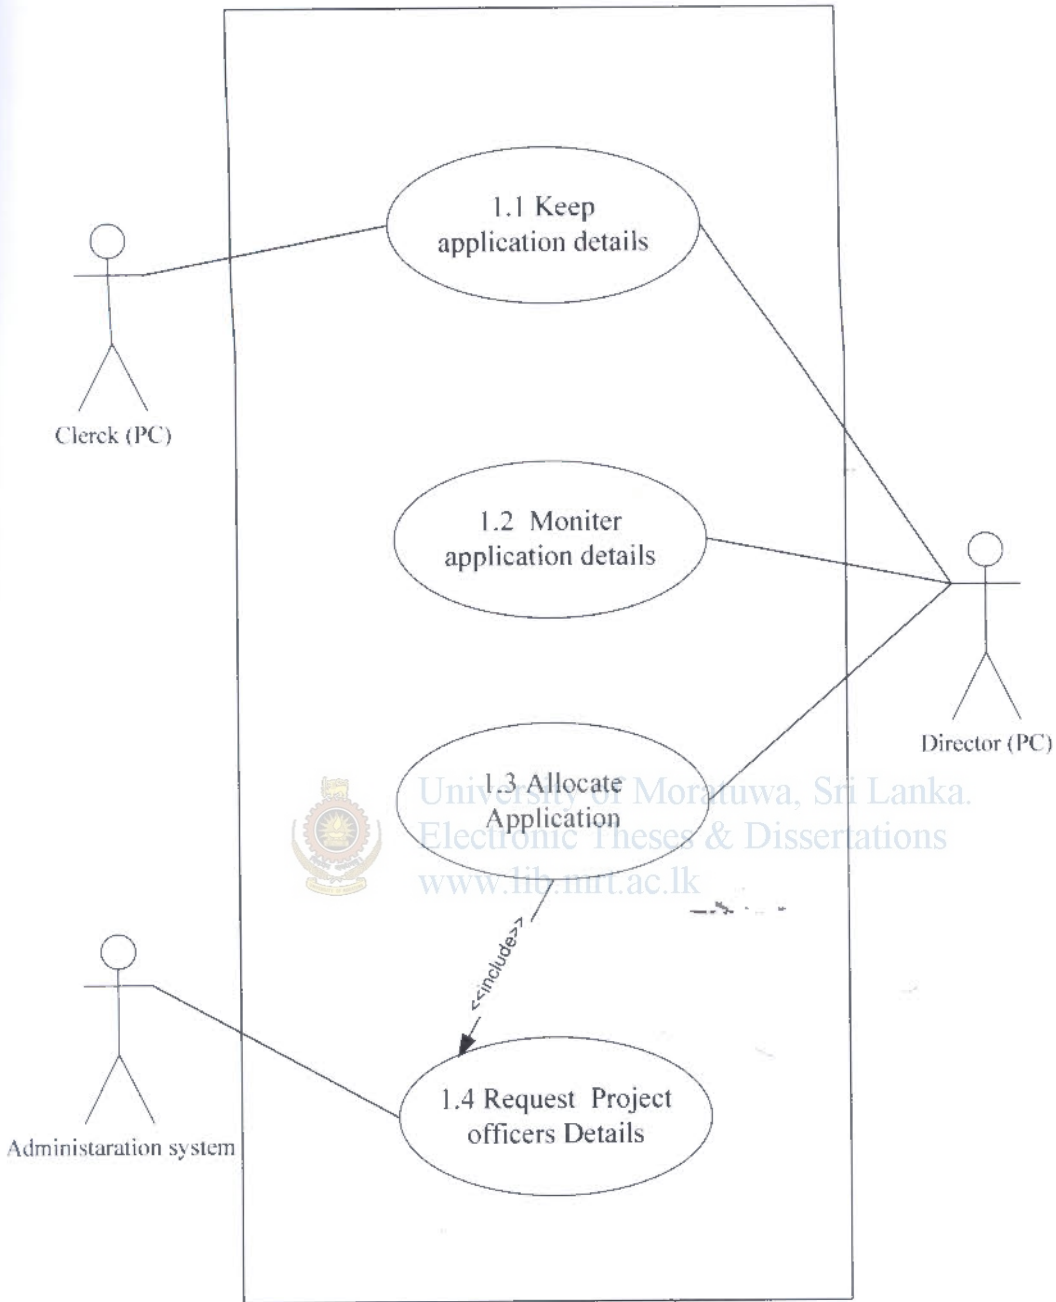 1.1 Keep
application details
Clerck (PC)
1.2 Moniter
application details
Director (PC)
1.3 Allocate
Application
University of Moratuwa, Sri Lanka.
Electronic Theses & Dissertations
www.lib.mrt.ac.lk
<<include>>
1.4 Request Project
officers Details
Administaration system